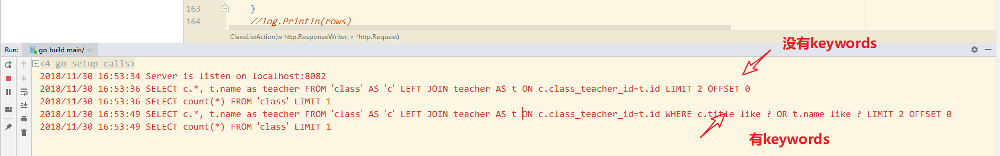 163 }
164 //log.Println(rows)
ClassListAction(w http.ResponseWriter, r *http.Request)
Run: go build main/ ×
没有keywords
<4 go setup calls>
2018/11/30 16:53:34 Server is listen on localhost:8082
2018/11/30 16:53:36 SELECT c.*, t.name as teacher FROM 'class' AS 'c' LEFT JOIN teacher AS t ON c.class_teacher_id=t.id LIMIT 2 OFFSET 0
2018/11/30 16:53:36 SELECT count(*) FROM 'class' LIMIT 1
2018/11/30 16:53:49 SELECT c.*, t.name as teacher FROM 'class' AS 'c' LEFT JOIN teacher AS t ON c.class_teacher_id=t.id WHERE c.title like ? OR t.name like ? LIMIT 2 OFFSET 0
2018/11/30 16:53:49 SELECT count(*) FROM 'class' LIMIT 1
有keywords